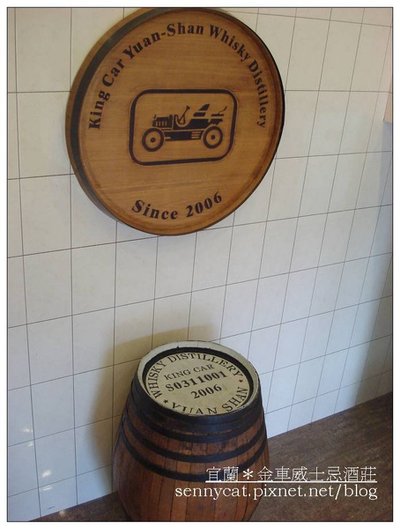 King Car Yuan-Shan Whisky Distillery
Since 2006
WHISKY DISTILLERY
KING CAR
S0311001
2006
YUAN SHAN
宜蘭＊金車威士忌酒莊
sennycat.pixnet.net/blog